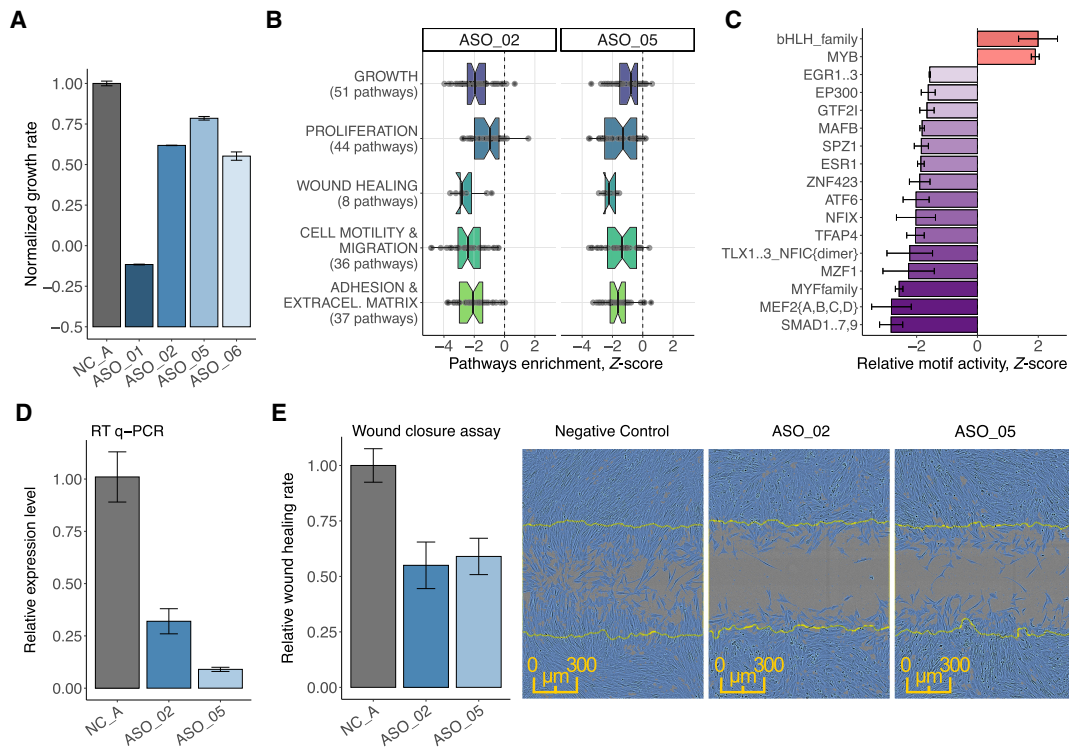 A
Normalized growth rate
1.00
0.75
0.50
0.25
0.00
−0.25
−0.5
NC_A
ASO_01
ASO_02
ASO_05
ASO_06
B
ASO_02
ASO_05
GROWTH
(51 pathways)
PROLIFERATION
(44 pathways)
WOUND HEALING
(8 pathways)
CELL MOTILITY &
MIGRATION
(36 pathways)
ADHESION &
EXTRACEL. MATRIX
(37 pathways)
−4 −2 0 2
−4 −2 0 2
Pathways enrichment, Z-score
C
bHLH_family
MYB
EGR1..3
EP300
GTF2I
MAFB
SPZ1
ESR1
ZNF423
ATF6
NFIX
TFAP4
TLX1..3_NFIC{dimer}
MZF1
MYFfamily
MEF2{A,B,C,D}
SMAD1..7,9
−2 0 2
Relative motif activity, Z-score
D
RT q−PCR
Relative expression level
1.00
0.75
0.50
0.25
0.00
NC_A
ASO_02
ASO_05
E
Wound closure assay
Relative wound healing rate
1.00
0.75
0.50
0.25
0.00
NC_A
ASO_02
ASO_05
Negative Control
ASO_02
ASO_05
0 300
µm
0 300
µm
0 300
µm